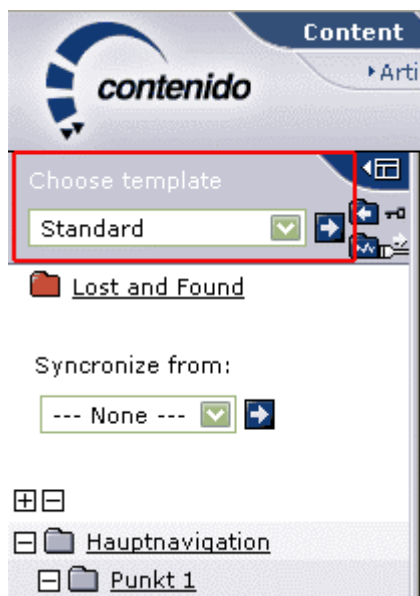 Content
Arti
contenido
Choose template
Standard
Lost and Found
Syncronize from:
--- None ---
Hauptnavigation
Punkt 1